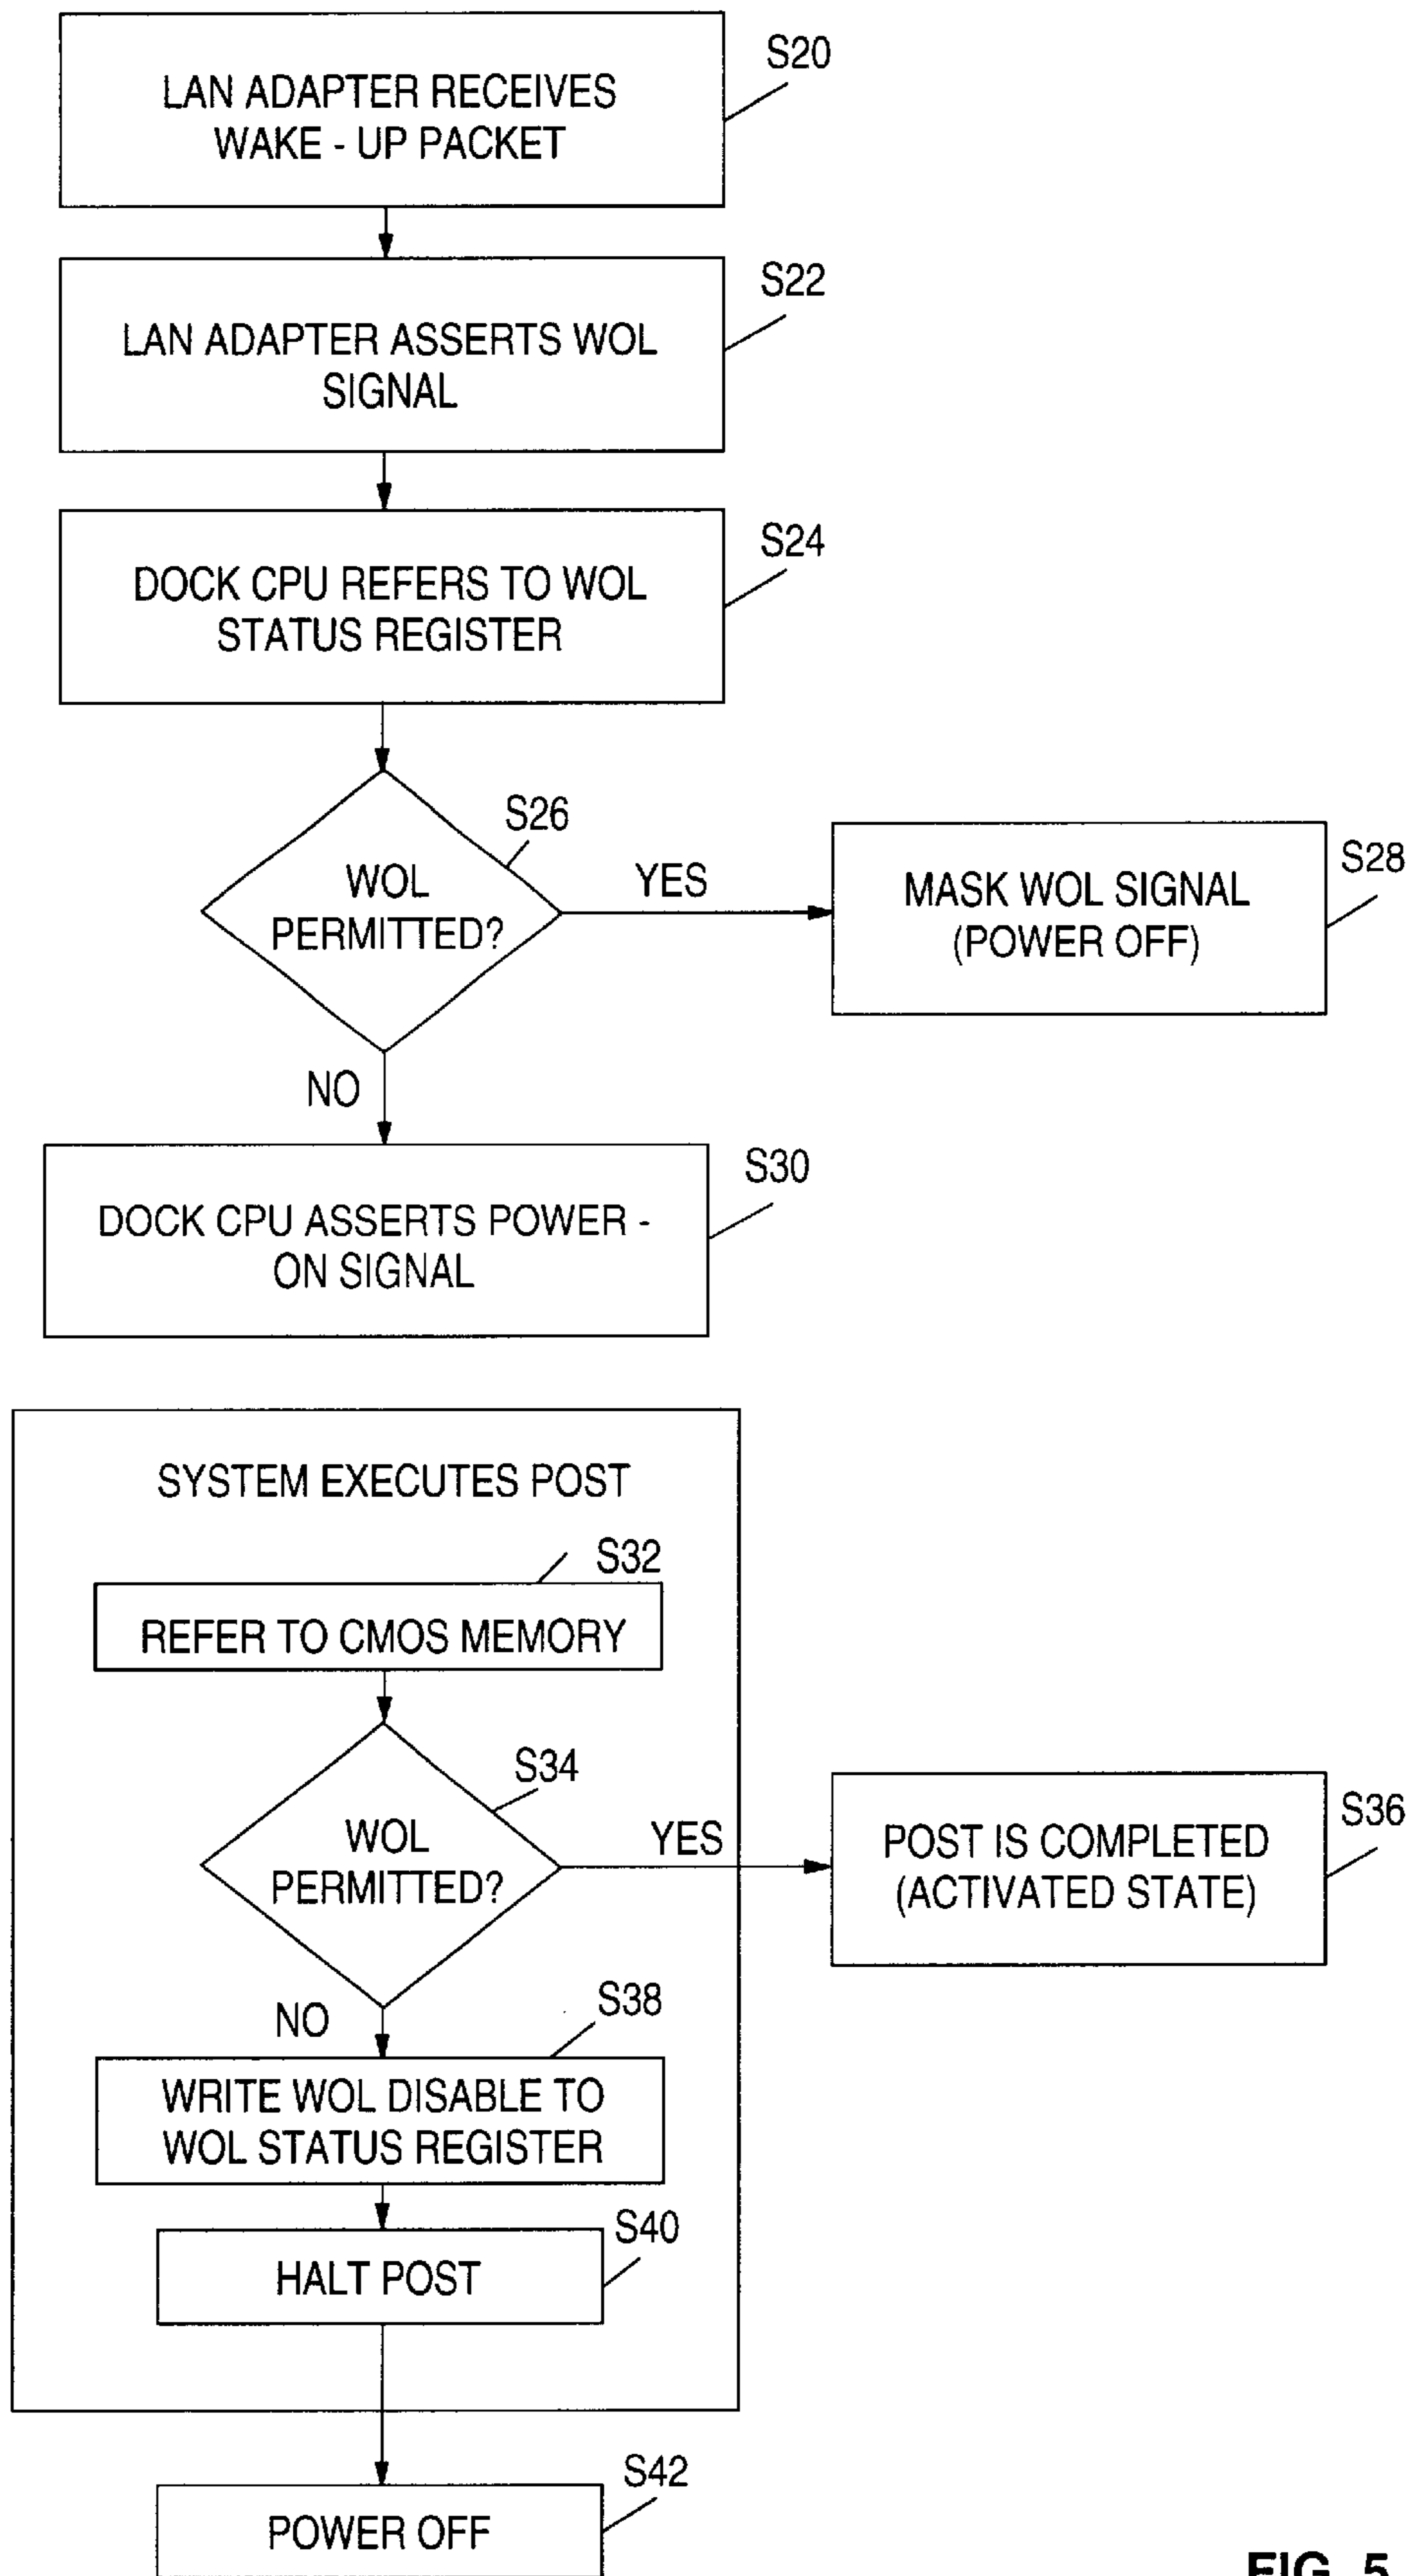 S20
LAN ADAPTER RECEIVES
WAKE - UP PACKET
S22
LAN ADAPTER ASSERTS WOL
SIGNAL
S24
DOCK CPU REFERS TO WOL
STATUS REGISTER
S26
WOL
PERMITTED?
YES
S28
MASK WOL SIGNAL
(POWER OFF)
NO
S30
DOCK CPU ASSERTS POWER -
ON SIGNAL
SYSTEM EXECUTES POST
S32
REFER TO CMOS MEMORY
S34
WOL
PERMITTED?
YES
S36
POST IS COMPLETED
(ACTIVATED STATE)
NO
S38
WRITE WOL DISABLE TO
WOL STATUS REGISTER
S40
HALT POST
S42
POWER OFF
FIG. 5